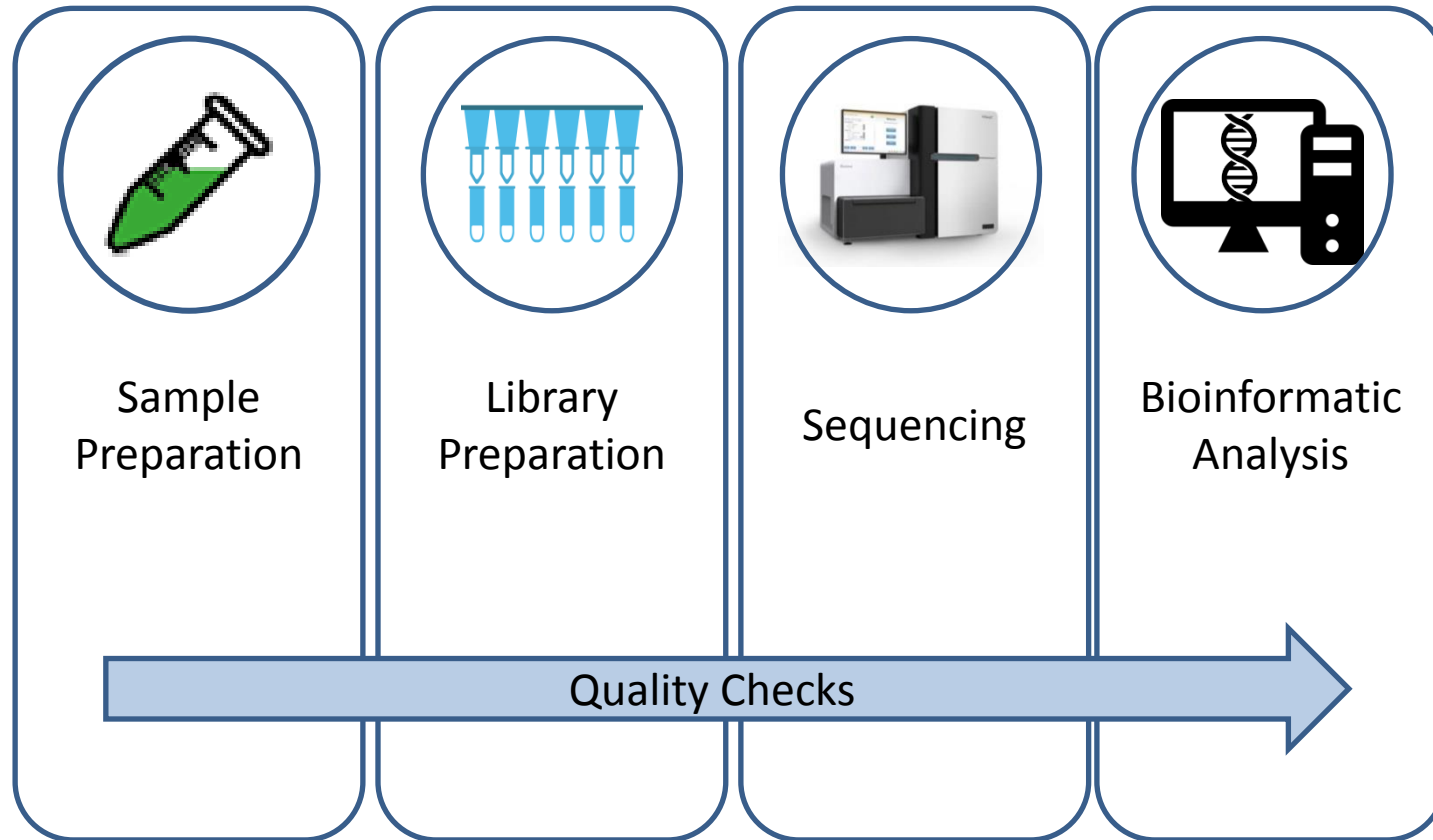 Sample
Preparation
Library
Preparation
Sequencing
Bioinformatic
Analysis
Quality Checks